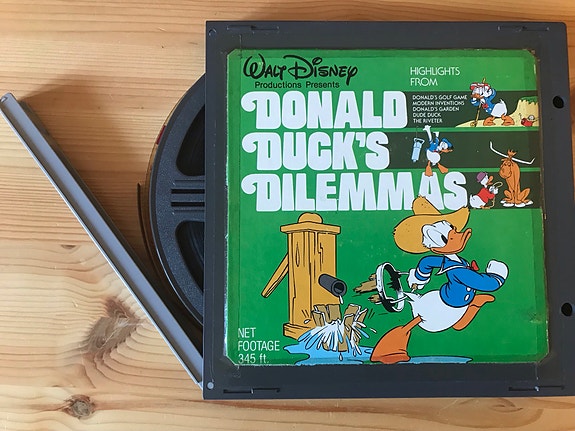 Walt Disney
Productions Presents
HIGHLIGHTS
FROM
DONALD'S GOLF GAME
MODERN INVENTIONS
DONALD'S GARDEN
DUDE DUCK
THE RIVETER
DONALD
DUCK'S
DILEMMAS
NET
FOOTAGE
345 ft.